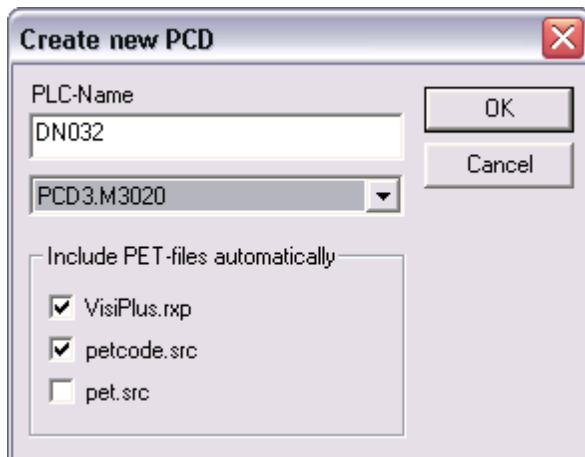 Create new PCD
PLC-Name
DN032
OK
Cancel
PCD3.M3020
Include PET-files automatically
VisiPlus.rxp
petcode.src
pet.src